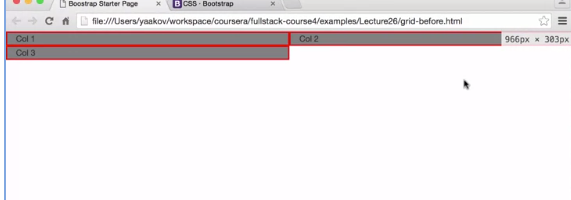 Boostrap Starter Page × B CSS · Bootstrap ×
file:///Users/yaakov/workspace/coursera/fullstack-course4/examples/Lecture26/grid-before.html
Col 1 Col 2 966px × 303px
Col 3